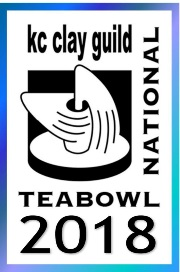 kc clay guild
NATIONAL
TEABOWL
2018